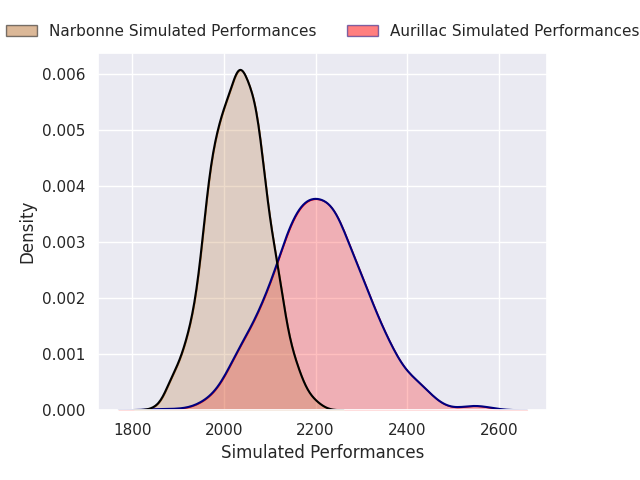 Narbonne Simulated Performances
Aurillac Simulated Performances
0.006
0.005
0.004
0.003
0.002
0.001
0.000
Density
1800 2000 2200 2400 2600
Simulated Performances